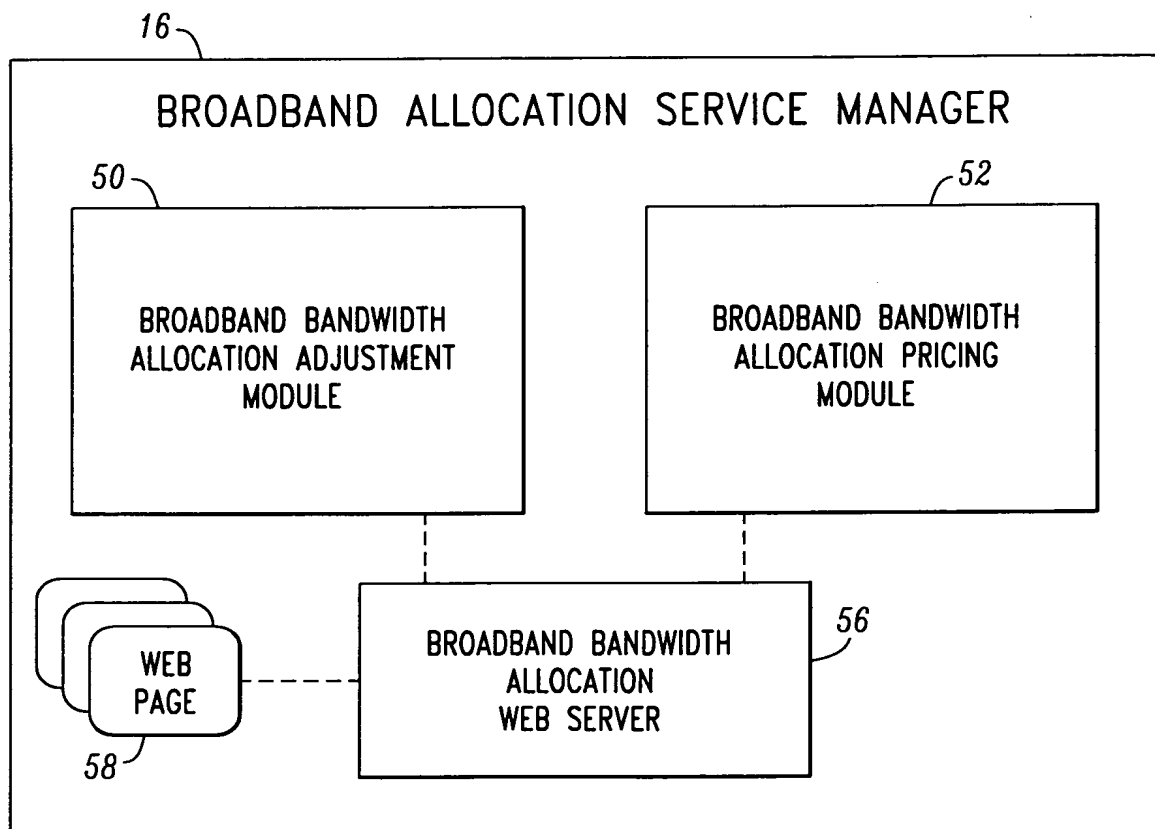 16
BROADBAND ALLOCATION SERVICE MANAGER
50
52
BROADBAND BANDWIDTH
ALLOCATION ADJUSTMENT
MODULE
BROADBAND BANDWIDTH
ALLOCATION PRICING
MODULE
56
BROADBAND BANDWIDTH
ALLOCATION
WEB SERVER
WEB
PAGE
58